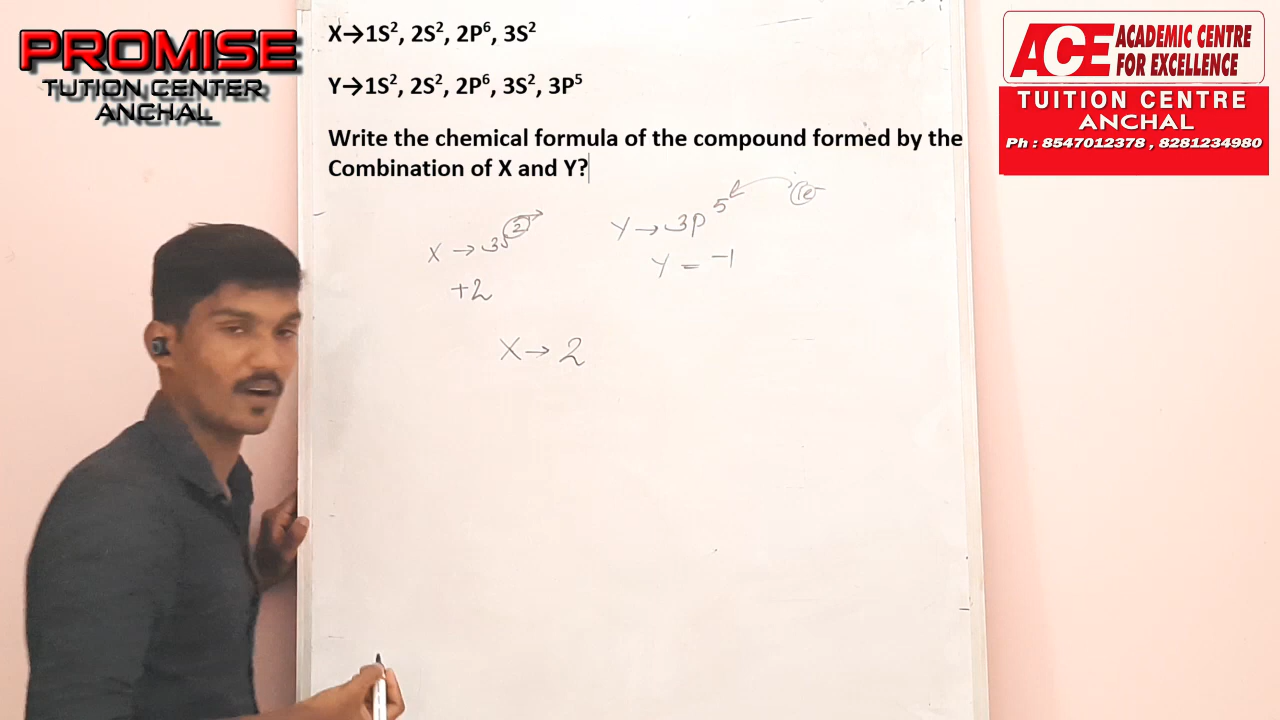 PROMISE
TUTION CENTER
ANCHAL
ACE ACADEMIC CENTRE
FOR EXCELLENCE
TUITION CENTRE
ANCHAL
Ph : 8547012378 , 8281234980
X→1S², 2S², 2P⁶, 3S²
Y→1S², 2S², 2P⁶, 3S², 3P⁵
Write the chemical formula of the compound formed by the
Combination of X and Y?
X → 3s²
+2
Y → 3p⁵ 1e⁻
Y = -1
X → 2